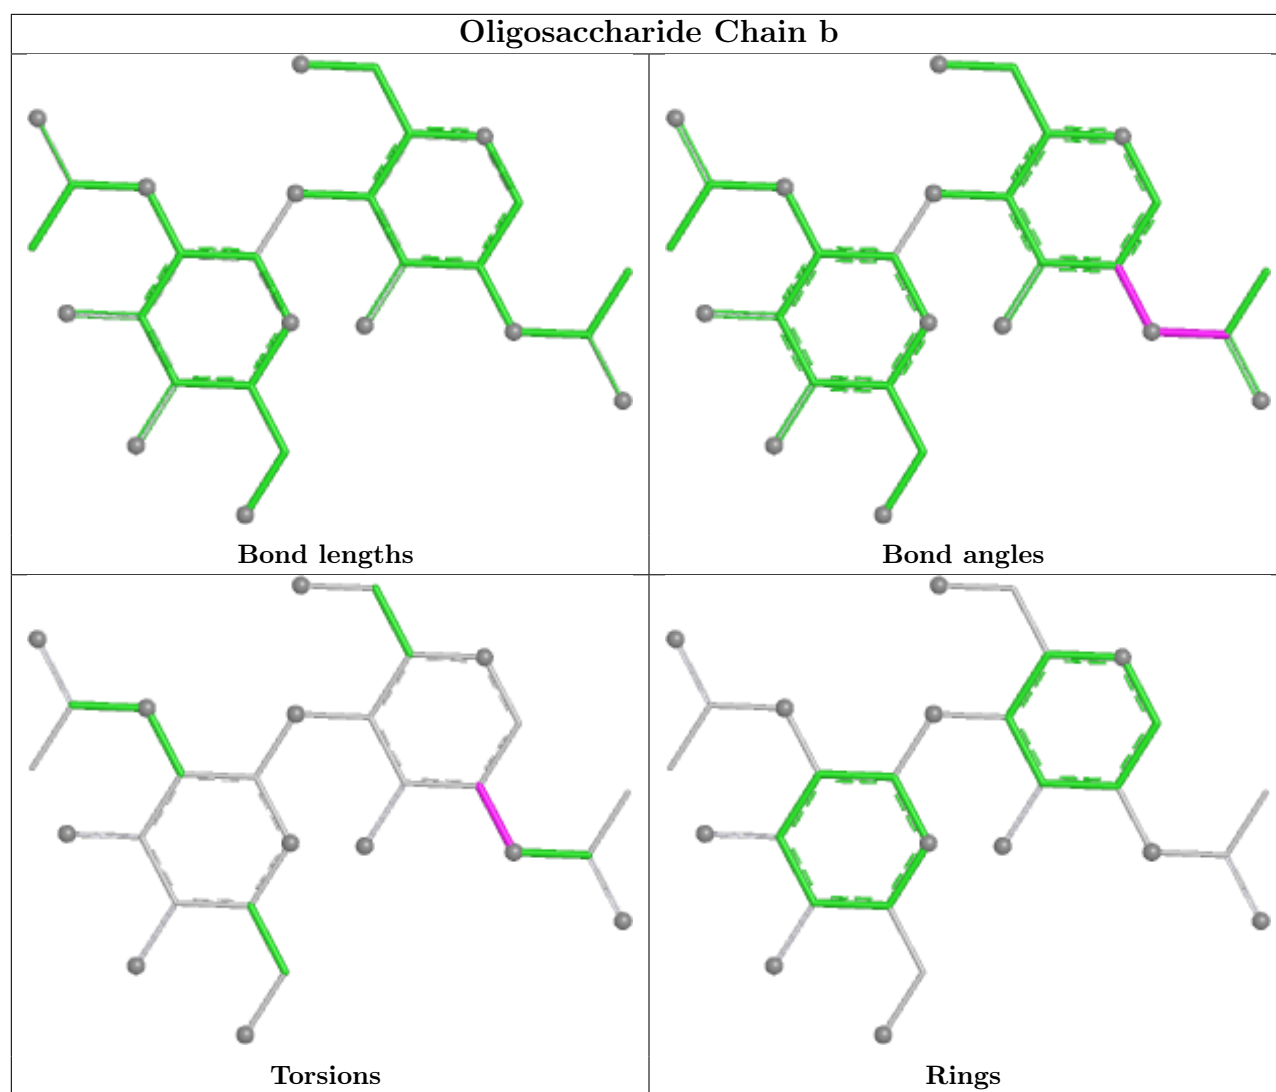 Oligosaccharide Chain b
Bond lengths
Bond angles
Torsions
Rings